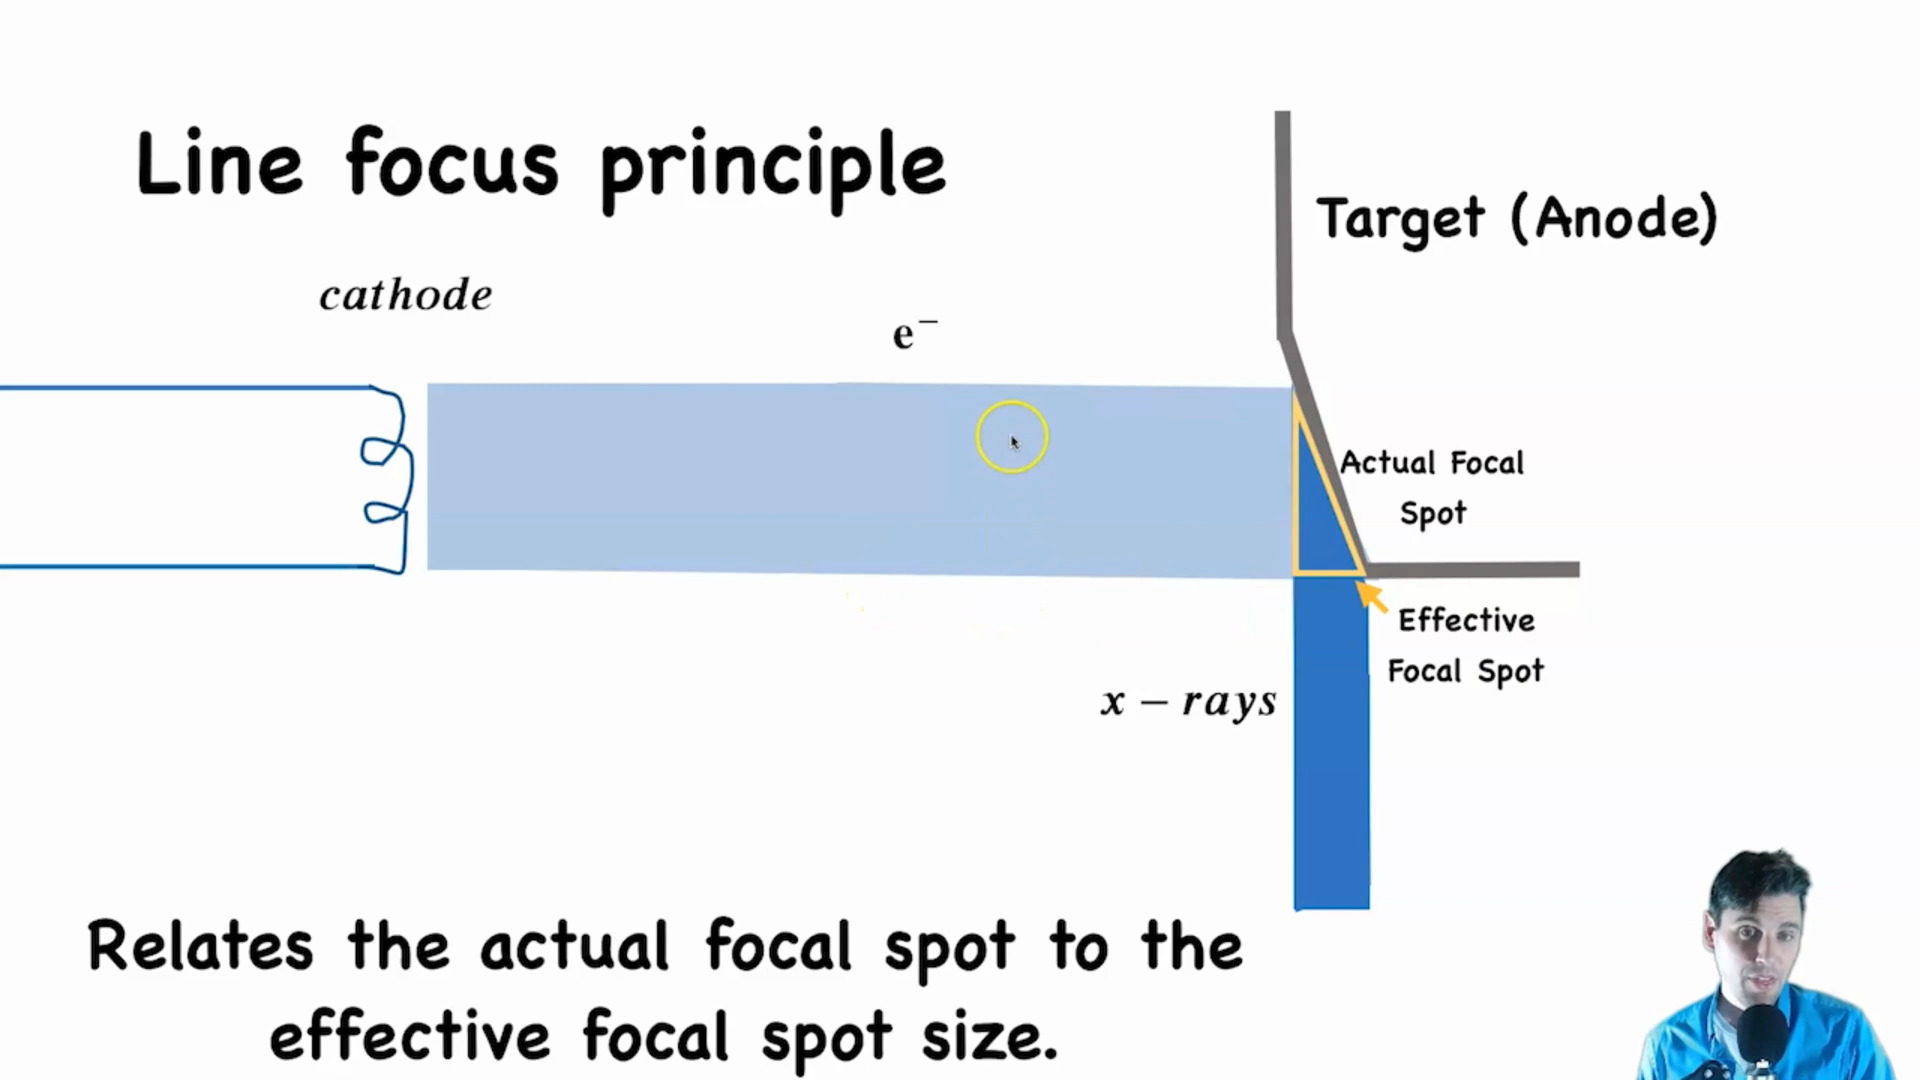 Line focus principle
Target (Anode)
cathode
e⁻
Actual Focal
Spot
Effective
Focal Spot
x – rays
Relates the actual focal spot to the
effective focal spot size.